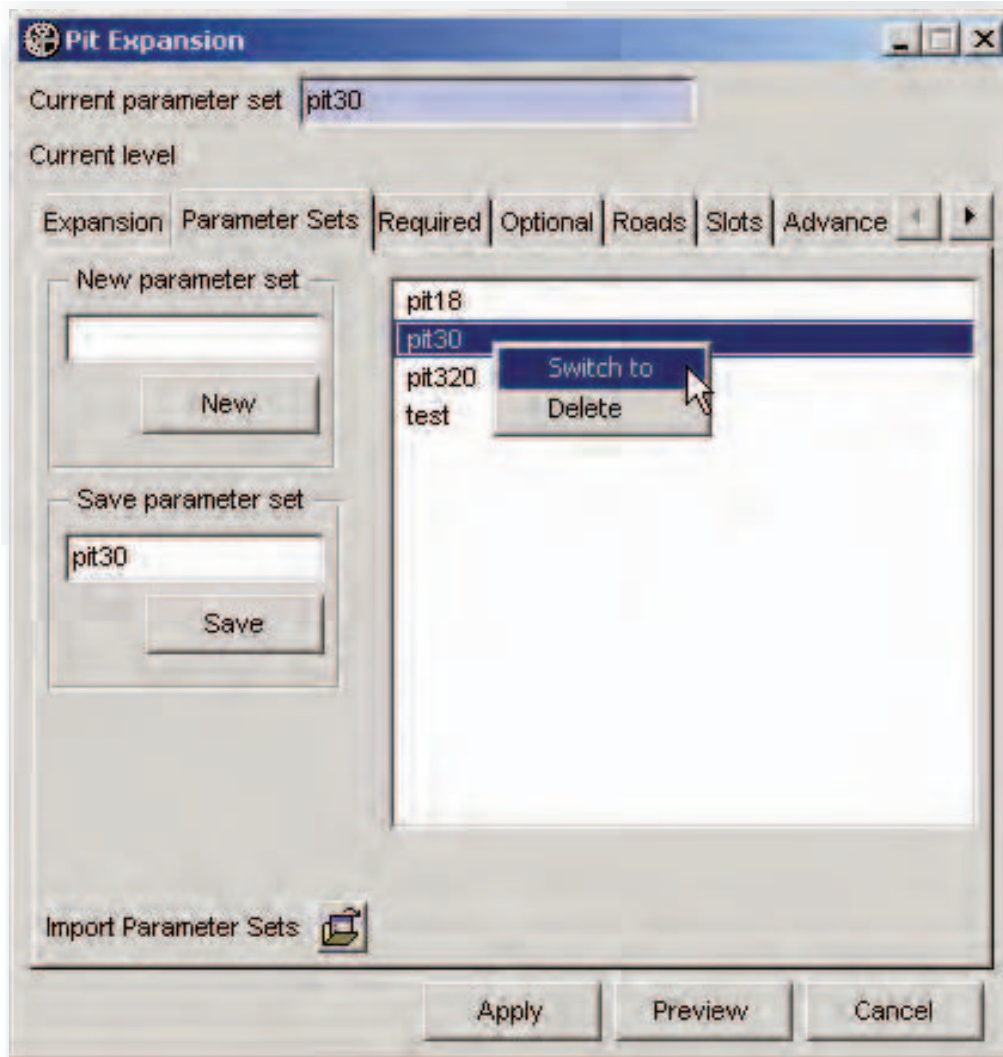 Pit Expansion
Current parameter set pit30
Current level
Expansion Parameter Sets Required Optional Roads Slots Advance
New parameter set
New
Save parameter set
pit30
Save
pit18
pit30
pit320
test
Switch to
Delete
Import Parameter Sets
Apply Preview Cancel